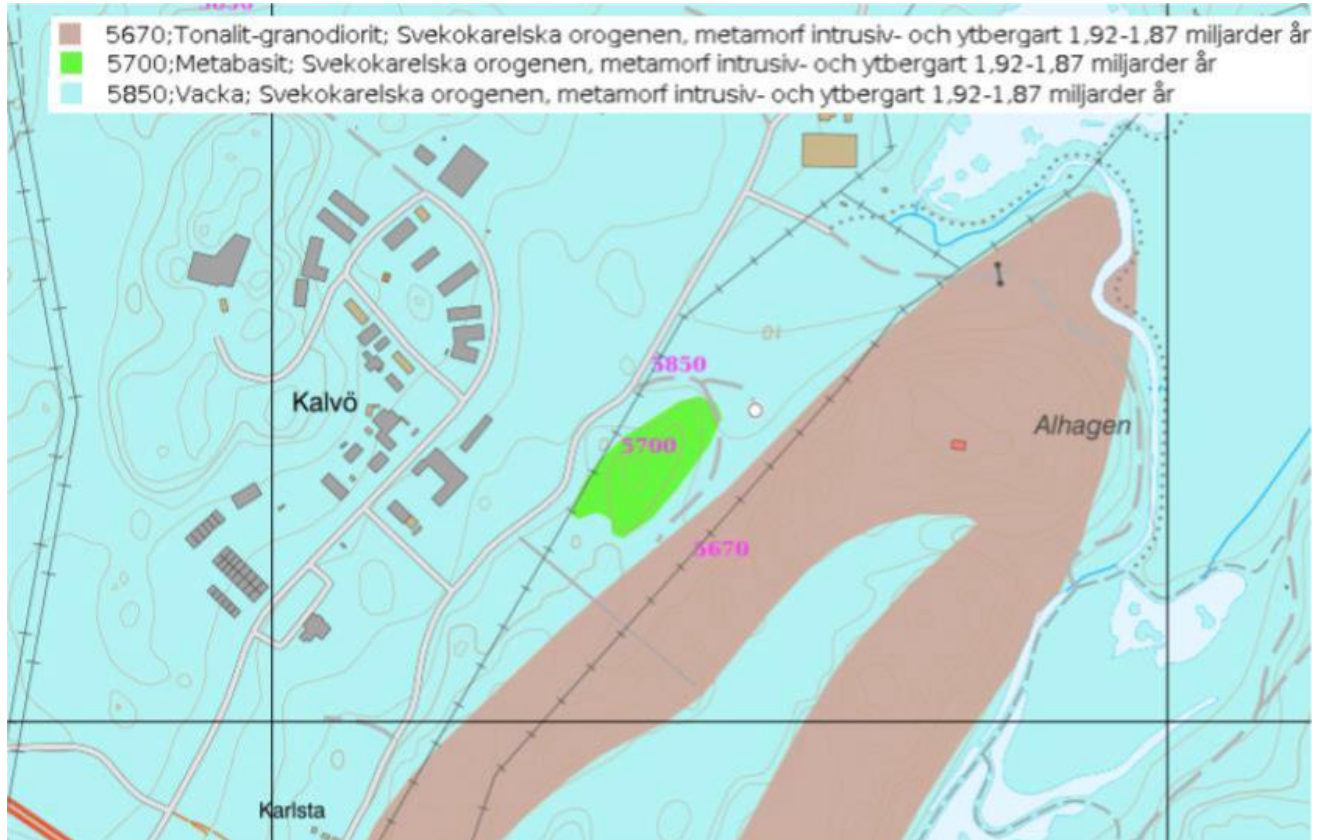 5850
5670;Tonalit-granodiorit; Svekokarelska orogenen, metamorf intrusiv- och ytbergart 1,92-1,87 miljarder år
5700;Metabasit; Svekokarelska orogenen, metamorf intrusiv- och ytbergart 1,92-1,87 miljarder år
5850;Vacka; Svekokarelska orogenen, metamorf intrusiv- och ytbergart 1,92-1,87 miljarder år
10
5850
Kalvö
Alhagen
5700
5670
Karlsta